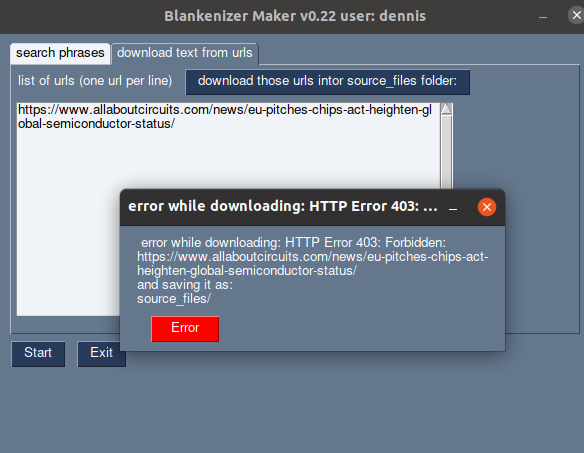 Blankenizer Maker v0.22 user: dennis
search phrases download text from urls
list of urls (one url per line) download those urls intor source_files folder:
https://www.allaboutcircuits.com/news/eu-pitches-chips-act-heighten-gl
obal-semiconductor-status/
error while downloading: HTTP Error 403: ...
error while downloading: HTTP Error 403: Forbidden:
https://www.allaboutcircuits.com/news/eu-pitches-chips-act-
heighten-global-semiconductor-status/
and saving it as:
source_files/
Error
Start Exit